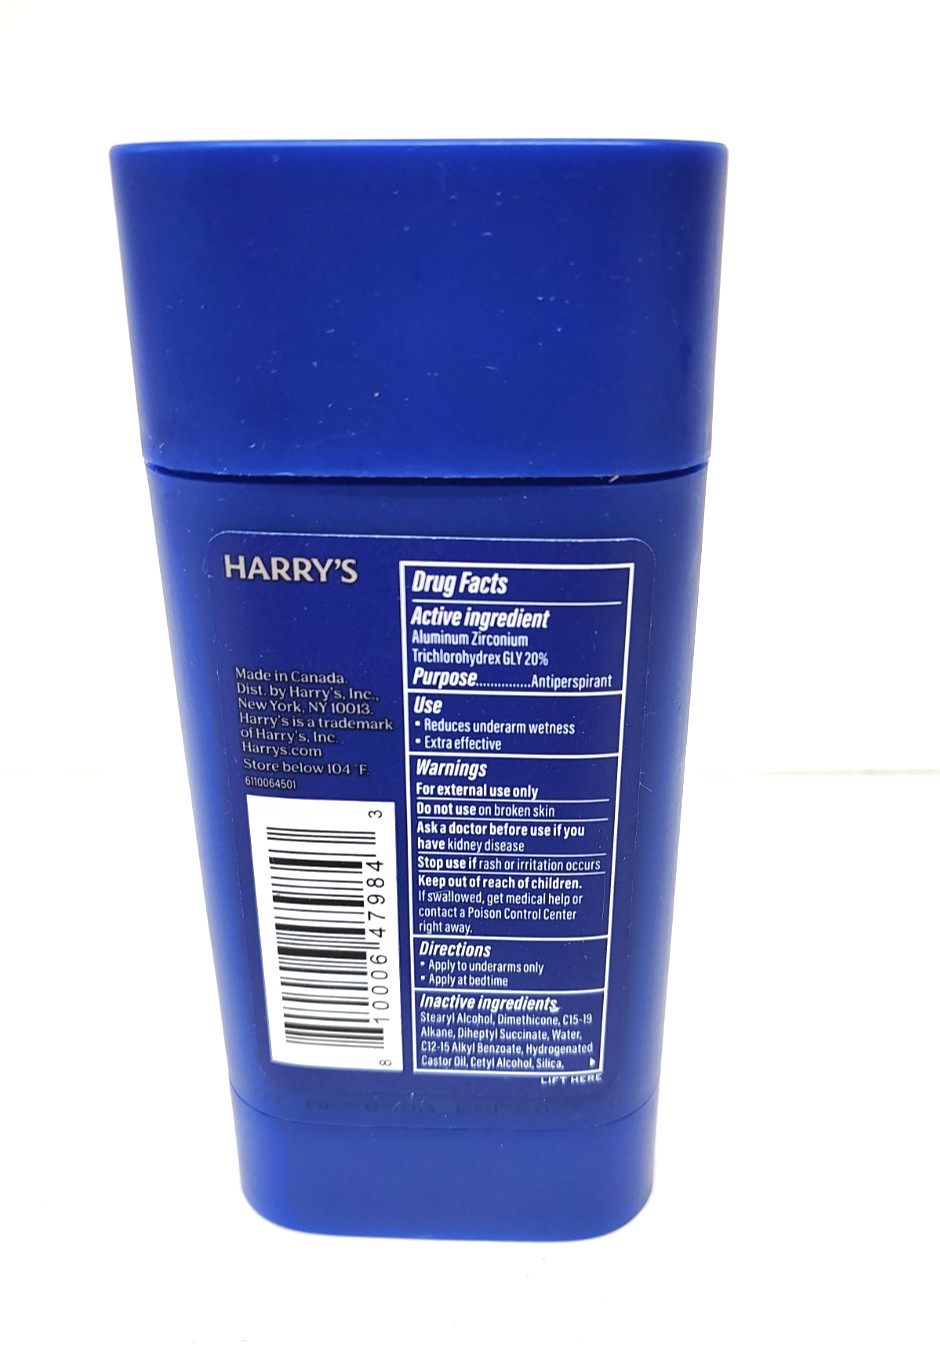 HARRY'S
Made in Canada.
Dist. by Harry's, Inc.,
New York, NY 10013.
Harry's is a trademark
of Harry's, Inc.
Harrys.com
Store below 104 °F.
6110064501
8 10006 47984 3
Drug Facts
Active ingredient
Aluminum Zirconium
Trichlorohydrex GLY 20%
Purpose..............Antiperspirant
Use
• Reduces underarm wetness
• Extra effective
Warnings
For external use only
Do not use on broken skin
Ask a doctor before use if you
have kidney disease
Stop use if rash or irritation occurs
Keep out of reach of children.
If swallowed, get medical help or
contact a Poison Control Center
right away.
Directions
• Apply to underarms only
• Apply at bedtime
Inactive ingredients
Stearyl Alcohol, Dimethicone, C15-19
Alkane, Diheptyl Succinate, Water,
C12-15 Alkyl Benzoate, Hydrogenated
Castor Oil, Cetyl Alcohol, Silica,
LIFT HERE